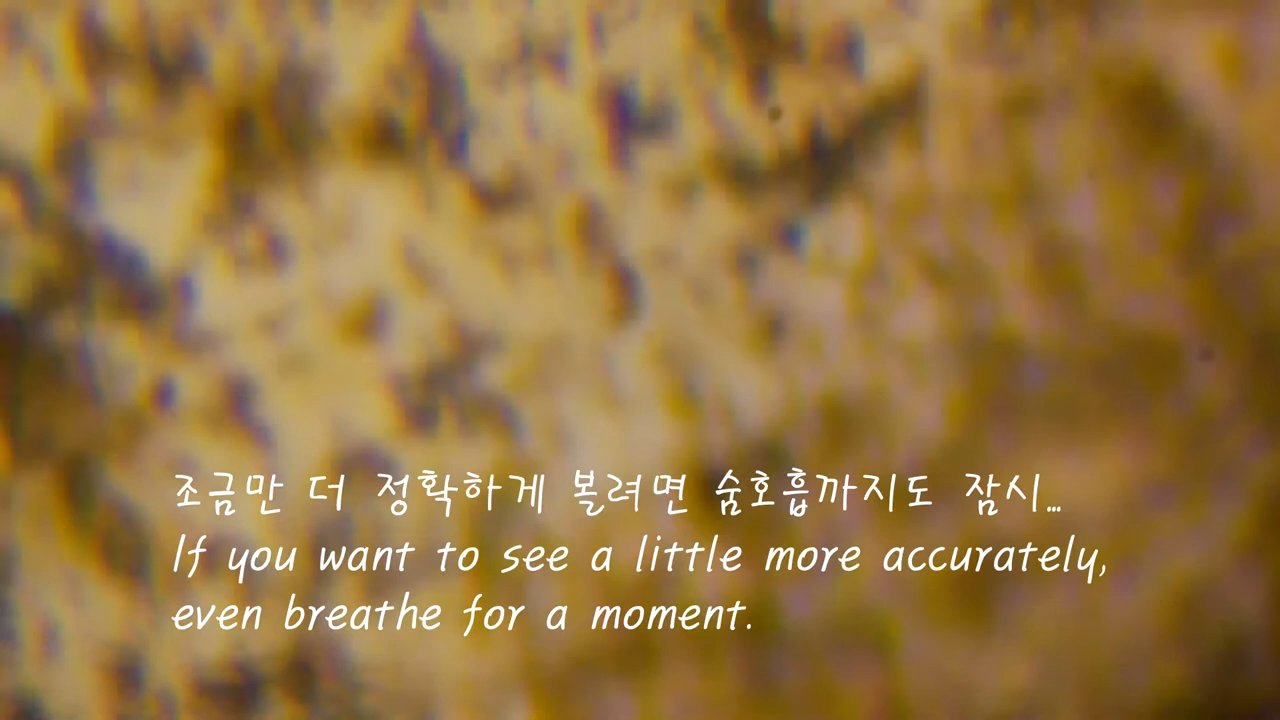 조금만 더 정확하게 볼려면 숨호흡까지도 잠시...
If you want to see a little more accurately,
even breathe for a moment.